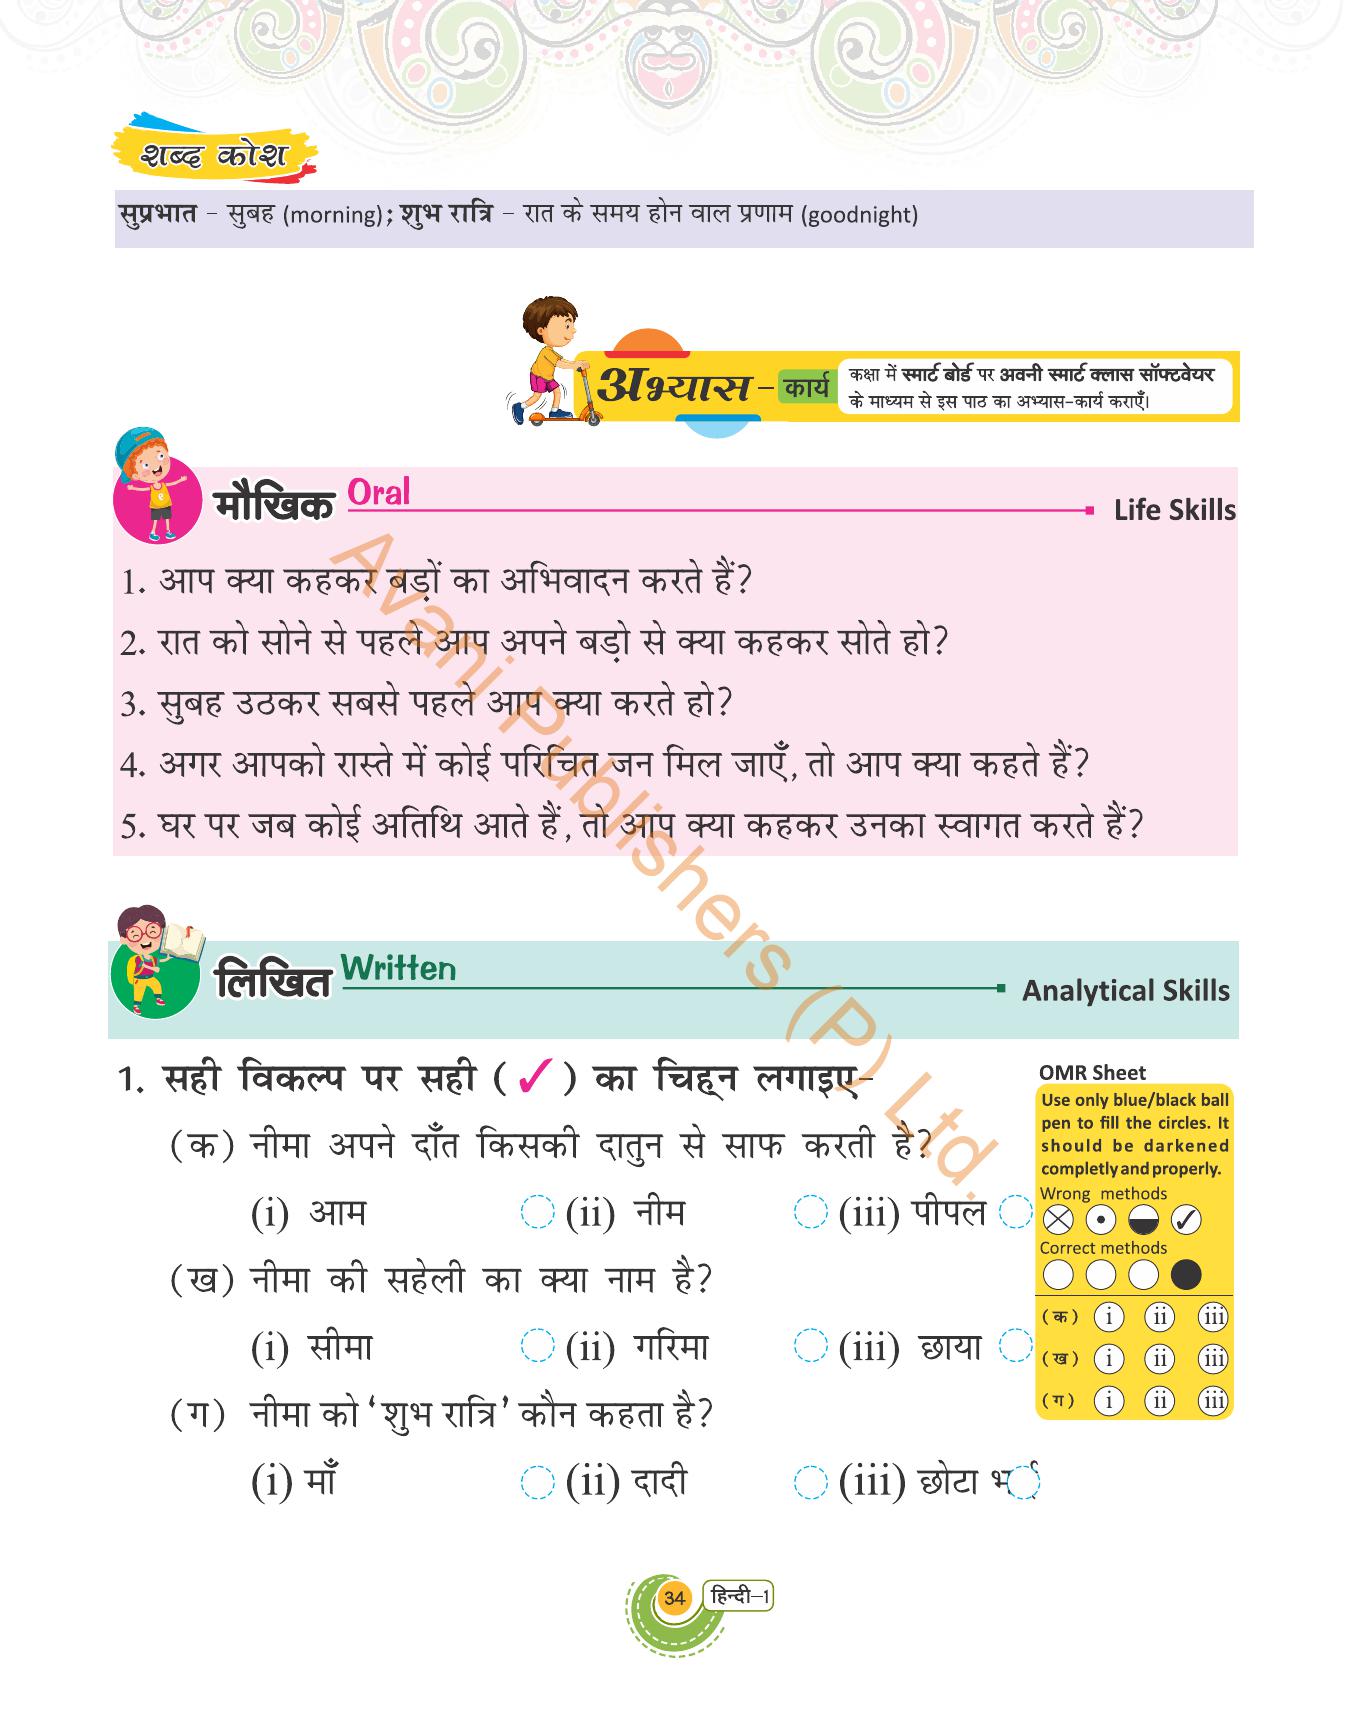 शब्द कोश
सुप्रभात – सुबह (morning); शुभ रात्रि – रात के समय होन वाल प्रणाम (goodnight)
अभ्यास – कार्य
कक्षा में स्मार्ट बोर्ड पर अवनी स्मार्ट क्लास सॉफ्टवेयर
के माध्यम से इस पाठ का अभ्यास-कार्य कराएँ।
मौखिक Oral Life Skills
1. आप क्या कहकर बड़ों का अभिवादन करते हैं?
2. रात को सोने से पहले आप अपने बड़ो से क्या कहकर सोते हो?
3. सुबह उठकर सबसे पहले आप क्या करते हो?
4. अगर आपको रास्ते में कोई परिचित जन मिल जाएँ, तो आप क्या कहते हैं?
5. घर पर जब कोई अतिथि आते हैं, तो आप क्या कहकर उनका स्वागत करते हैं?
Avani Publishers (P) Ltd.
लिखित Written Analytical Skills
1. सही विकल्प पर सही (✓) का चिह्न लगाइए–
(क) नीमा अपने दाँत किसकी दातुन से साफ करती है?
(i) आम (ii) नीम (iii) पीपल
(ख) नीमा की सहेली का क्या नाम है?
(i) सीमा (ii) गरिमा (iii) छाया
(ग) नीमा को ‘शुभ रात्रि’ कौन कहता है?
(i) माँ (ii) दादी (iii) छोटा
OMR Sheet
Use only blue/black ball
pen to fill the circles. It
should be darkened
completly and properly.
Wrong methods
Correct methods
(क) i ii iii
(ख) i ii iii
(ग) i ii iii
34 हिन्दी–1